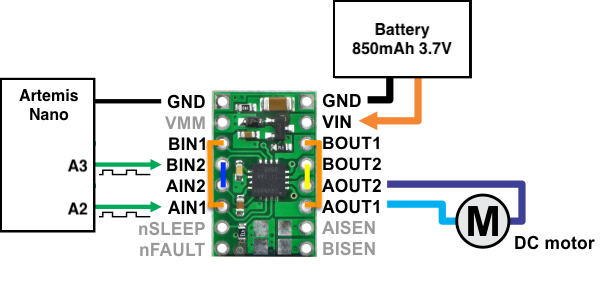 Battery
850mAh 3.7V
Artemis
Nano
GND
VMM
BIN1
A3
BIN2
AIN2
A2
AIN1
nSLEEP
nFAULT
GND
VIN
BOUT1
BOUT2
AOUT2
AOUT1
AISEN
BISEN
M
DC motor